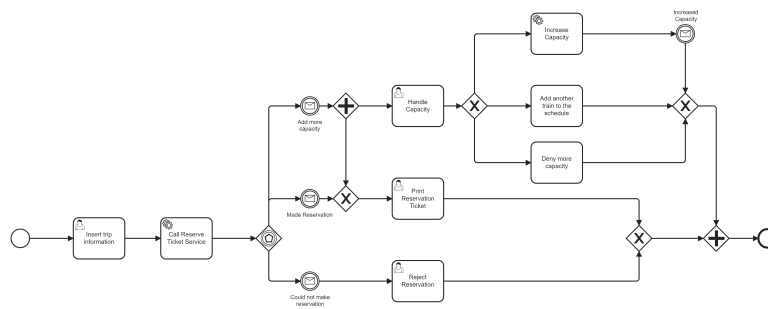 Increased
Capacity
Increase
Capacity
Add more
capacity
Handle
Capacity
Add another
train to the
schedule
Deny more
capacity
Made Reservation
Print
Reservation
Ticket
Insert trip
information
Call Reserve
Ticket Service
Could not make
reservation
Reject
Reservation